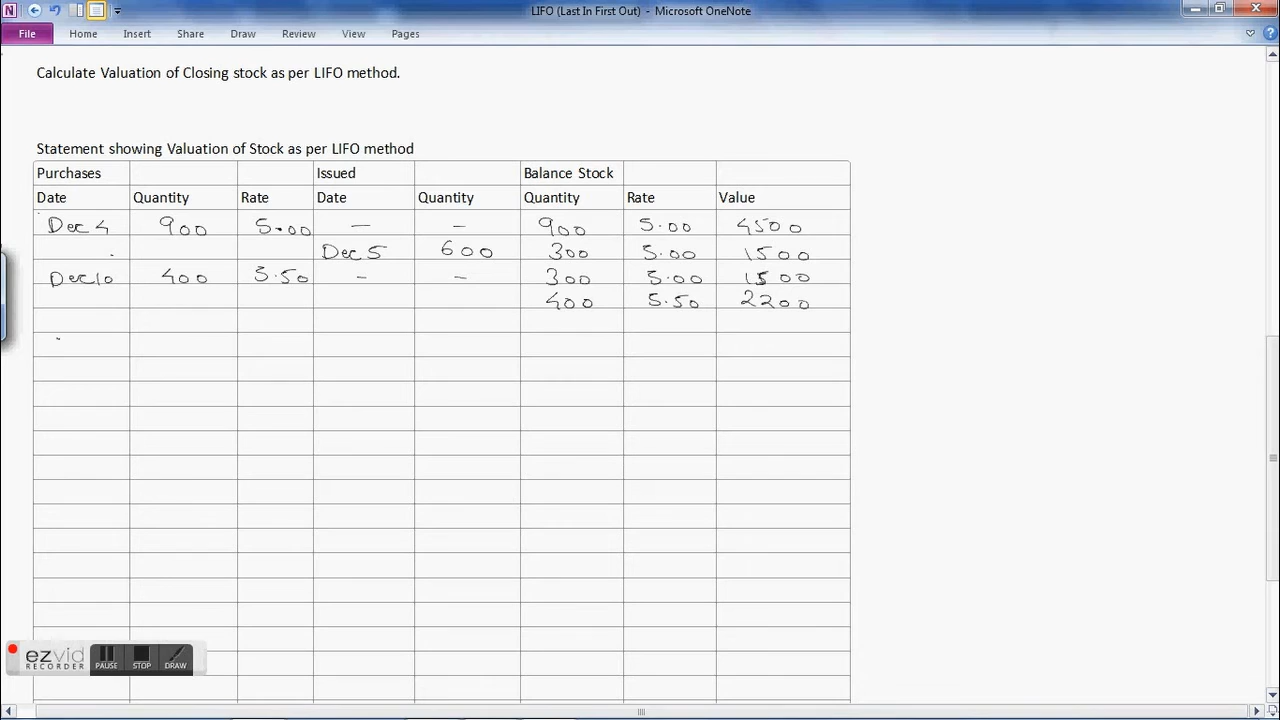 LIFO (Last In First Out) - Microsoft OneNote
File Home Insert Share Draw Review View Pages
Calculate Valuation of Closing stock as per LIFO method.
Statement showing Valuation of Stock as per LIFO method
Purchases Issued Balance Stock
Date Quantity Rate Date Quantity Quantity Rate Value
Dec 4 900 5.00 — – 900 5.00 4500
Dec 5 600 300 5.00 1500
Dec 10 400 5.50 – – 300 5.00 1500
400 5.50 2200
ezvid PAUSE STOP DRAW
RECORDER